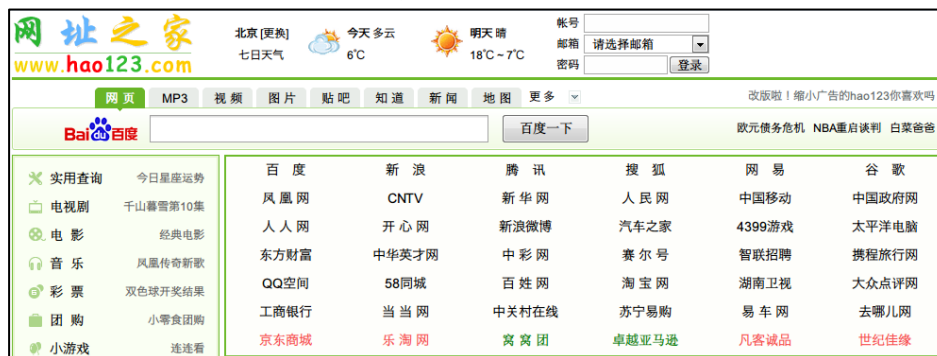 网址之家
www.hao123.com
北京 [更换]
七日天气
今天 多云
6℃
明天 晴
18℃~7℃
帐号
邮箱 请选择邮箱
密码 登录
网页 MP3 视频 图片 贴吧 知道 新闻 地图 更多
改版啦！缩小广告的hao123你喜欢吗
Bai du 百度 百度一下
欧元债务危机 NBA重启谈判 白菜爸爸
实用查询 今日星座运势
电视剧 千山暮雪第10集
电影 经典电影
音乐 凤凰传奇新歌
彩票 双色球开奖结果
团购 小零食团购
小游戏 连连看
百度 新浪 腾讯 搜狐 网易 谷歌
凤凰网 CNTV 新华网 人民网 中国移动 中国政府网
人人网 开心网 新浪微博 汽车之家 4399游戏 太平洋电脑
东方财富 中华英才网 中彩网 赛尔号 智联招聘 携程旅行网
QQ空间 58同城 百姓网 淘宝网 湖南卫视 大众点评网
工商银行 当当网 中关村在线 苏宁易购 易车网 去哪儿网
京东商城 乐淘网 窝窝团 卓越亚马逊 凡客诚品 世纪佳缘